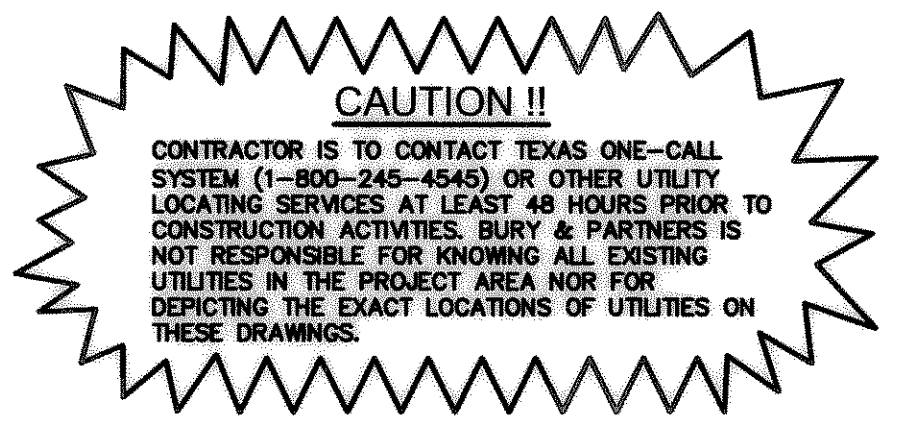 CAUTION !!
CONTRACTOR IS TO CONTACT TEXAS ONE-CALL
SYSTEM (1-800-245-4545) OR OTHER UTILITY
LOCATING SERVICES AT LEAST 48 HOURS PRIOR TO
CONSTRUCTION ACTIVITIES. BURY & PARTNERS IS
NOT RESPONSIBLE FOR KNOWING ALL EXISTING
UTILITIES IN THE PROJECT AREA NOR FOR
DEPICTING THE EXACT LOCATIONS OF UTILITIES ON
THESE DRAWINGS.